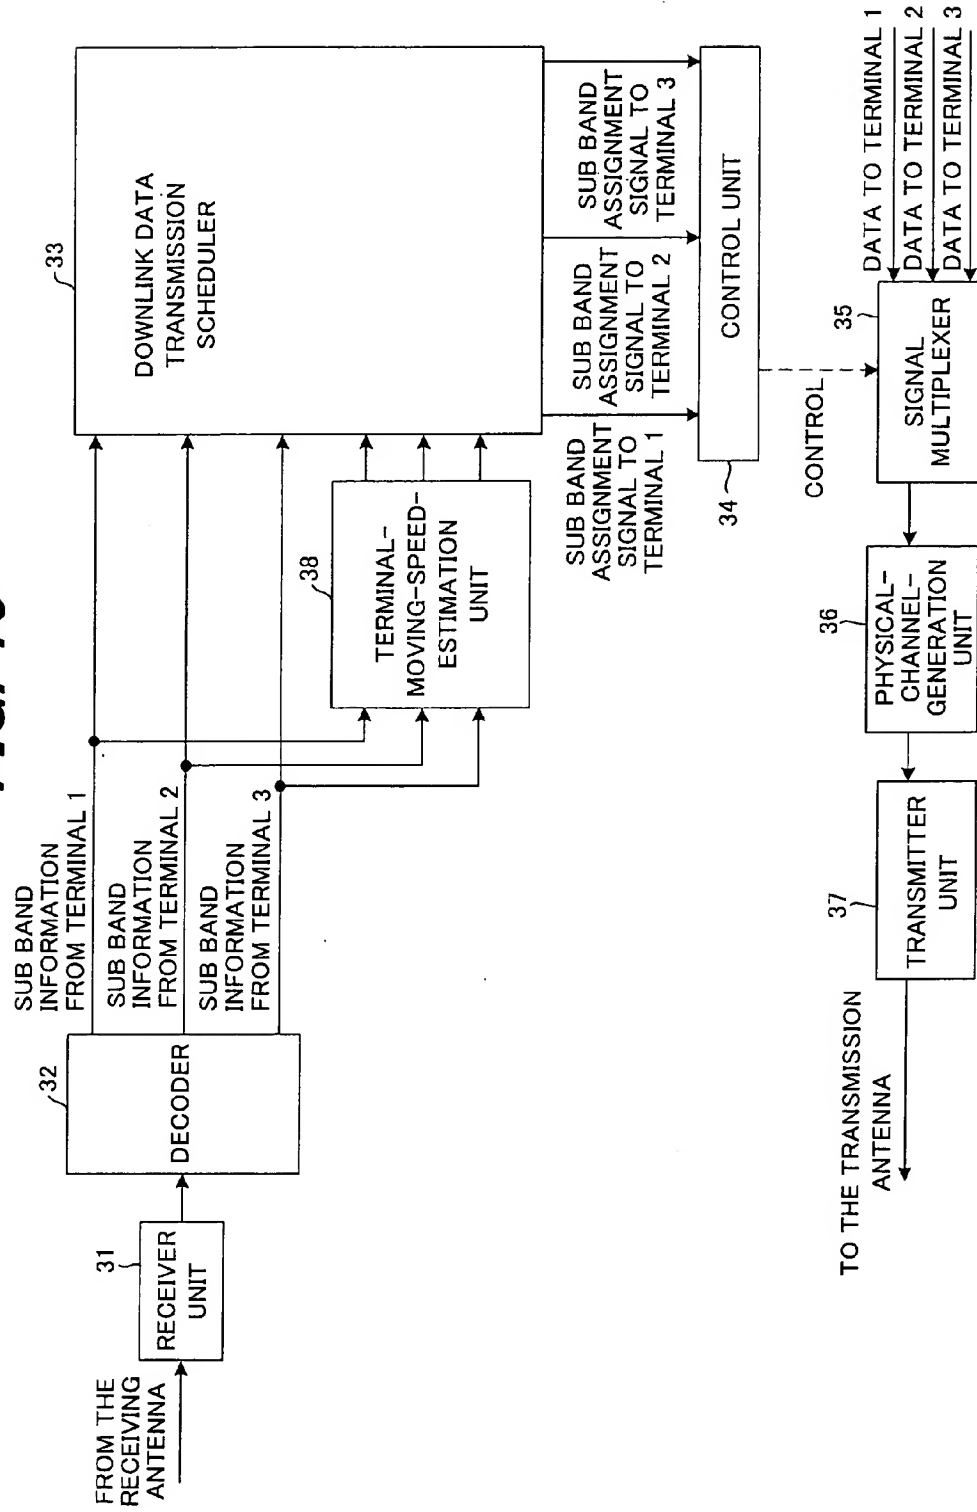 FROM THE
RECEIVING
ANTENNA
31
RECEIVER
UNIT
32
DECODER
SUB BAND
INFORMATION
FROM TERMINAL 1
SUB BAND
INFORMATION
FROM TERMINAL 2
SUB BAND
INFORMATION
FROM TERMINAL 3
38
TERMINAL-
MOVING-SPEED-
ESTIMATION
UNIT
33
DOWNLINK DATA
TRANSMISSION
SCHEDULER
SUB BAND
ASSIGNMENT
SIGNAL TO
TERMINAL 1
SUB BAND
ASSIGNMENT
SIGNAL TO
TERMINAL 2
SUB BAND
ASSIGNMENT
SIGNAL TO
TERMINAL 3
34
CONTROL UNIT
CONTROL
DATA TO TERMINAL 1
DATA TO TERMINAL 2
DATA TO TERMINAL 3
35
SIGNAL
MULTIPLEXER
36
PHYSICAL-
CHANNEL-
GENERATION
UNIT
37
TRANSMITTER
UNIT
TO THE TRANSMISSION
ANTENNA